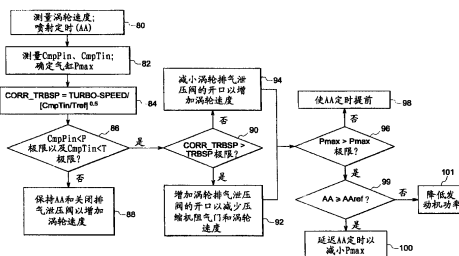 测量涡轮速度;
喷射定时(AA)
80
测量CmpPin、CmpTin;
确定气缸Pmax
82
CORR_TRBSP = TURBO-SPEED/
[CmpTin/Tref] 0.5
84
CmpPin<P
极限以及CmpTin<T
极限?
86
是
否
保持AA和关闭排
气泄压阀以增加
涡轮速度
88
减小涡轮排气泄
压阀的开口以增
加涡轮速度
94
否
CORR_TRBSP >
TRBSP极限?
90
是
增加涡轮排气泄压
阀的开口以减少压
缩机阻气门和涡轮
速度
92
使AA定时提前
98
否
Pmax > Pmax
极限?
96
是
AA ≥ AAref?
99
否
101
降低发
动机功率
是
延迟AA定时以
减小Pmax
100